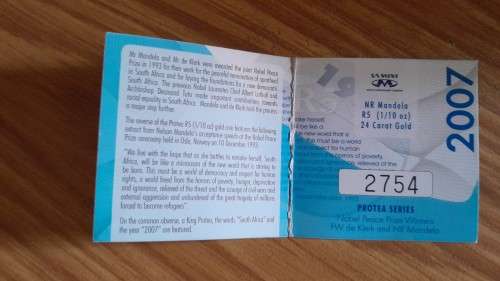 Mr Mandela and Mr de Klerk were awarded the joint Nobel Peace
Prize in 1993 for their work for the peaceful termination of apartheid
in South Africa and for laying the foundations for a new democratic
South Africa. The previous Nobel Laureates Chief Albert Luthuli and
Archbishop Desmond Tutu made important contributions towards
racial equality in South Africa. Mandela and de Klerk took the process
a major step further.
The reverse of the Protea R5 (1/10 oz) gold coin features the following
extract from Nelson Mandela's acceptance speech at the Nobel Peace
Prize ceremony held in Oslo, Norway on 10 December 1993:
"We live with the hope that as she battles to remake herself, South
Africa, will be like a microcosm of the new world that is striving to
be born. This must be a world of democracy and respect for human
rights, a world freed from the horrors of poverty, hunger, deprivation
and ignorance, relieved of the threat and the scourge of civil wars and
external aggression and unburdened of the great tragedy of millions
forced to become refugees".
On the common obverse, a King Protea, the words "South Africa" and
the year "2007" are featured.
SA MINT
NR Mandela
R5 (1/10 oz)
24 Carat Gold
2007
2754
PROTEA SERIES
Nobel Peace Prize Winners
FW de Klerk and NR Mandela